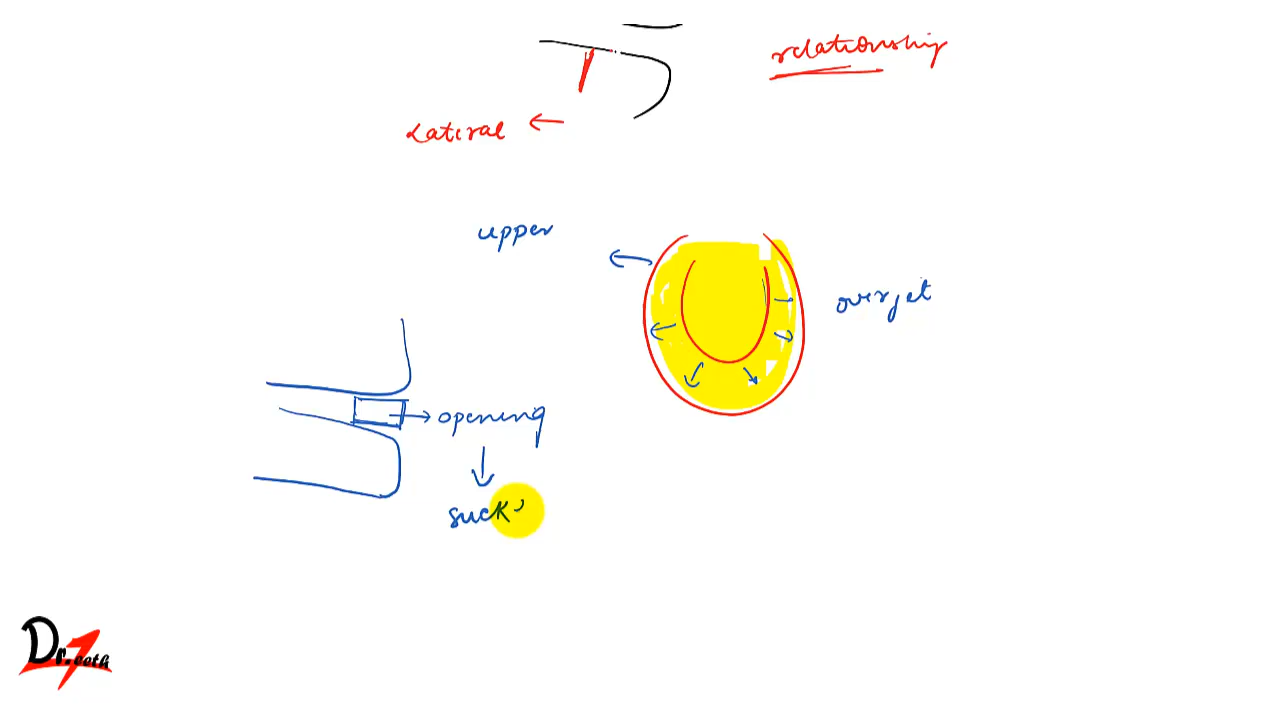 relationship
Lateral
upper
overjet
opening
suck
Dr.